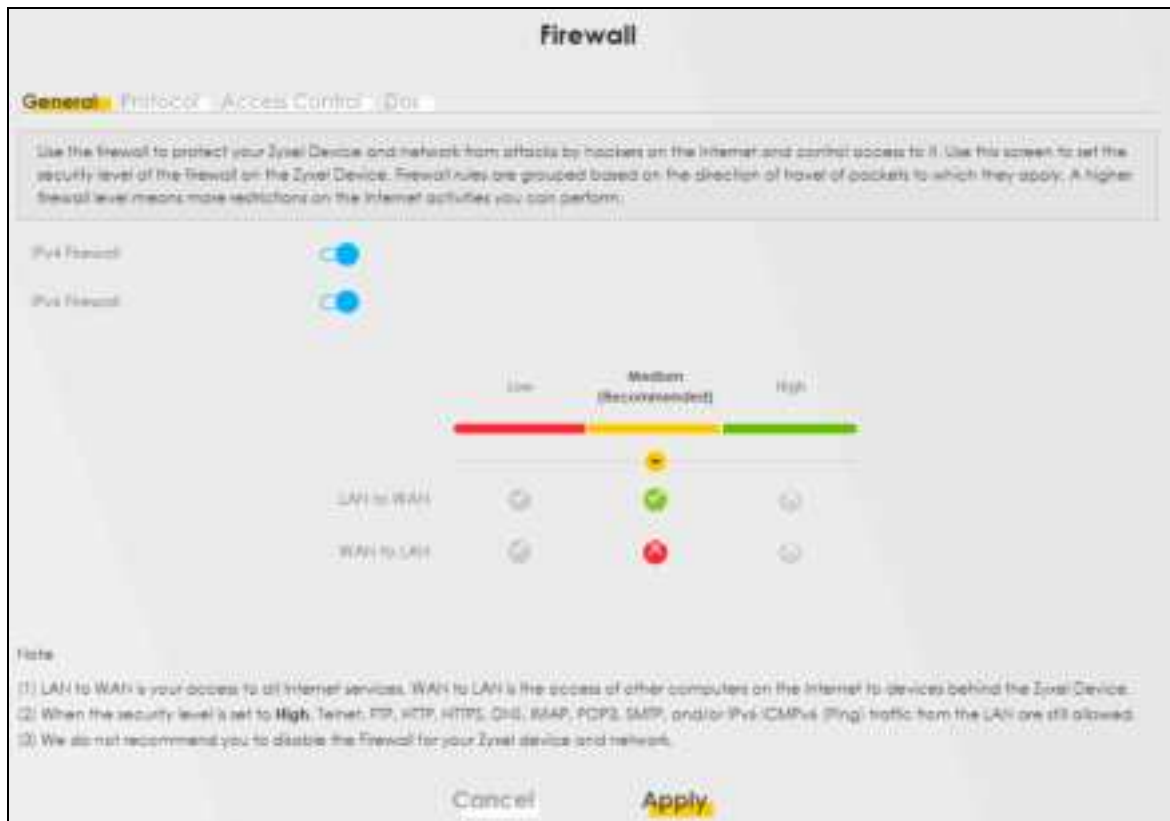 Firewall
General Protocol Access Control Dos
Use the firewall to protect your Zyxel Device and network from attacks by hackers on the Internet and control access to it. Use this screen to set the
security level of the firewall on the Zyxel Device. Firewall rules are grouped based on the direction of travel of packets to which they apply. A higher
firewall level means more restrictions on the Internet activities you can perform.
IPv4 Firewall
IPv6 Firewall
Low Medium High
(Recommended)
LAN to WAN
WAN to LAN
Note
(1) LAN to WAN is your access to all Internet services. WAN to LAN is the access of other computers on the Internet to devices behind the Zyxel Device.
(2) When the security level is set to High, Telnet, FTP, HTTP, HTTPS, DNS, IMAP, POP3, SMTP, and/or IPv6 ICMPv6 (Ping) traffic from the LAN are still allowed.
(3) We do not recommend you to disable the Firewall for your Zyxel device and network.
Cancel Apply